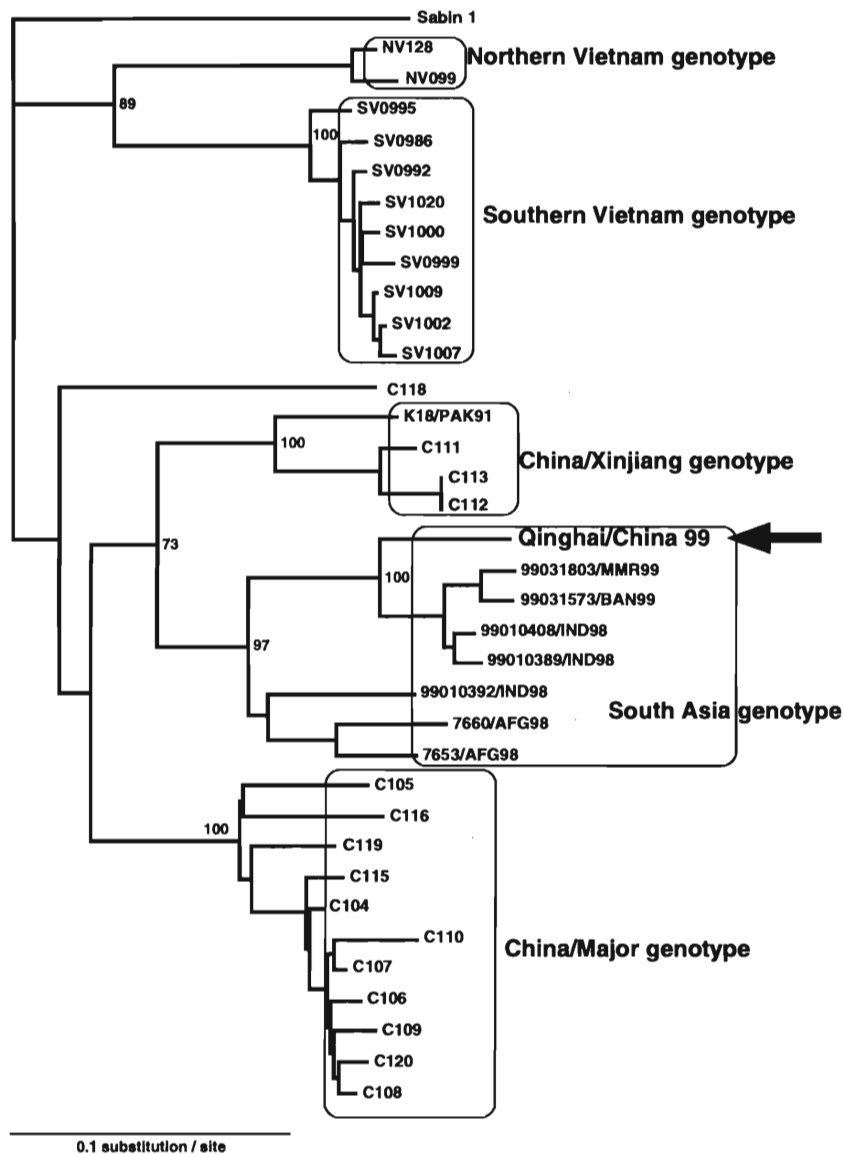 Sabin 1
NV128
Northern Vietnam genotype
NV099
89
SV0995
100
SV0986
SV0992
SV1020
Southern Vietnam genotype
SV1000
SV0999
SV1009
SV1002
SV1007
C118
K18/PAK91
100
C111
China/Xinjiang genotype
C113
C112
Qinghai/China 99
73
99031803/MMR99
100
99031573/BAN99
99010408/IND98
97
99010389/IND98
99010392/IND98
South Asia genotype
7660/AFG98
7653/AFG98
C105
C116
100
C119
C115
C104
C110
China/Major genotype
C107
C106
C109
C120
C108
0.1 substitution / site